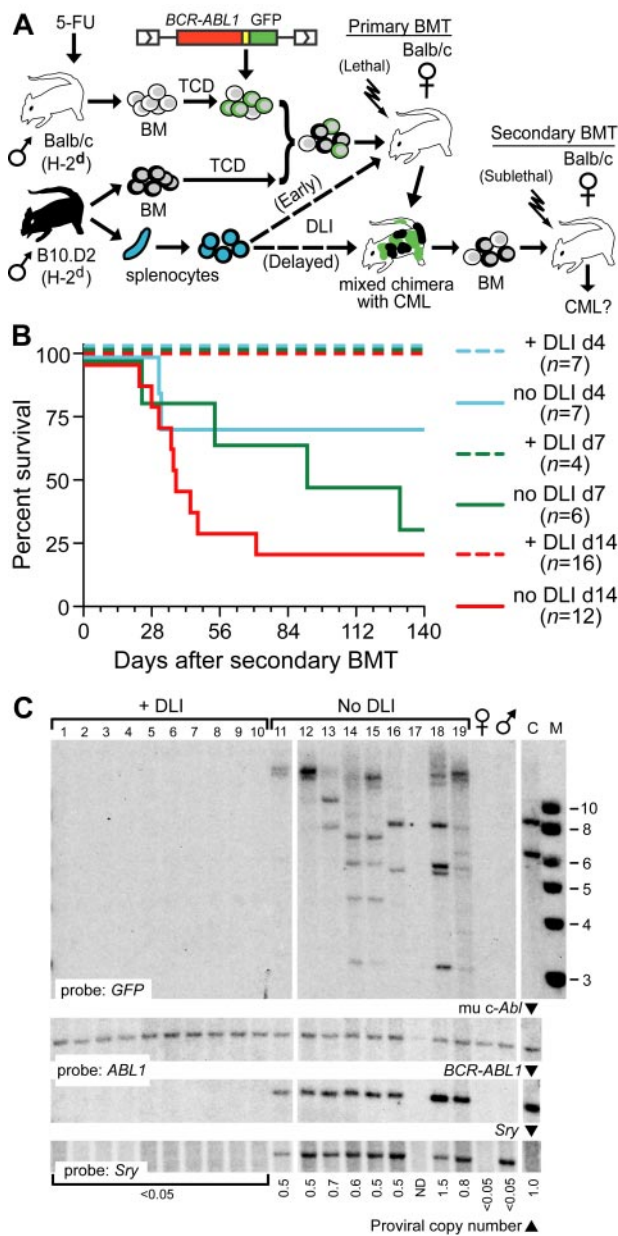 A
5-FU
BCR-ABL1 GFP
Primary BMT
Balb/c
(Lethal)
♀
TCD
BM
♂ Balb/c
(H-2d)
Secondary BMT
Balb/c
(Sublethal)
♀
TCD
BM
(Early)
DLI
(Delayed)
♂ B10.D2
(H-2d)
splenocytes
mixed chimera
with CML
BM
CML?
B
Percent survival
100
75
50
25
0
0 28 56 84 112 140
Days after secondary BMT
+ DLI d4
(n=7)
no DLI d4
(n=7)
+ DLI d7
(n=4)
no DLI d7
(n=6)
+ DLI d14
(n=16)
no DLI d14
(n=12)
C
+ DLI No DLI
1 2 3 4 5 6 7 8 9 10 11 12 13 14 15 16 17 18 19 ♀ ♂ C M
10
8
6
5
4
3
probe: GFP
mu c-Abl ▼
probe: ABL1
BCR-ABL1 ▼
Sry ▼
probe: Sry
<0.05 0.5 0.5 0.7 0.6 0.5 0.5 ND 1.5 0.8 <0.05 <0.05 1.0
Proviral copy number ▲